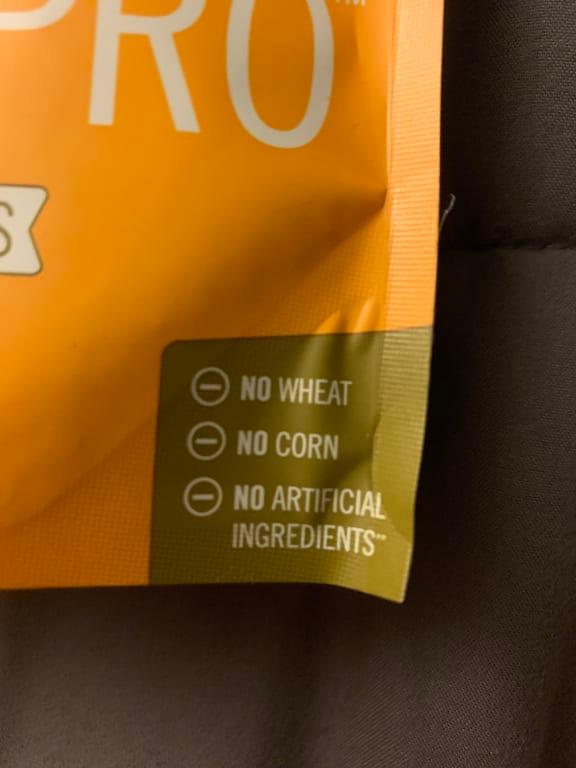 PRO™
S
NO WHEAT
NO CORN
NO ARTIFICIAL
INGREDIENTS**